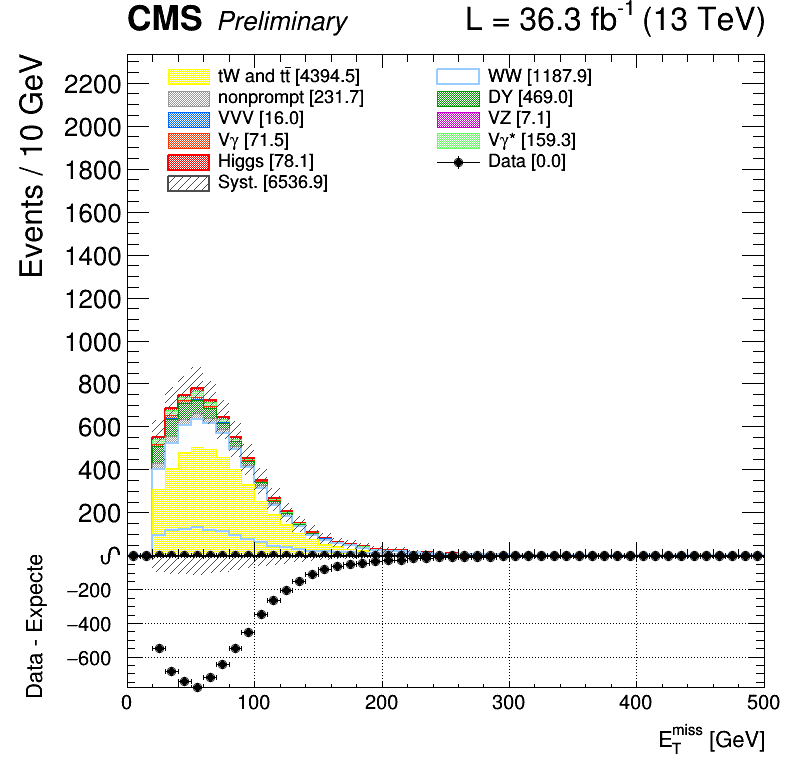 CMS Preliminary L = 36.3 fb⁻¹ (13 TeV)
Events / 10 GeV
2200
2000
1800
1600
1400
1200
1000
800
600
400
200
0
tW and tt̄ [4394.5]
nonprompt [231.7]
VVV [16.0]
Vγ [71.5]
Higgs [78.1]
Syst. [6536.9]
WW [1187.9]
DY [469.0]
VZ [7.1]
Vγ* [159.3]
Data [0.0]
Data - Expecte
0
−200
−400
−600
0 100 200 300 400 500
E_T^miss [GeV]